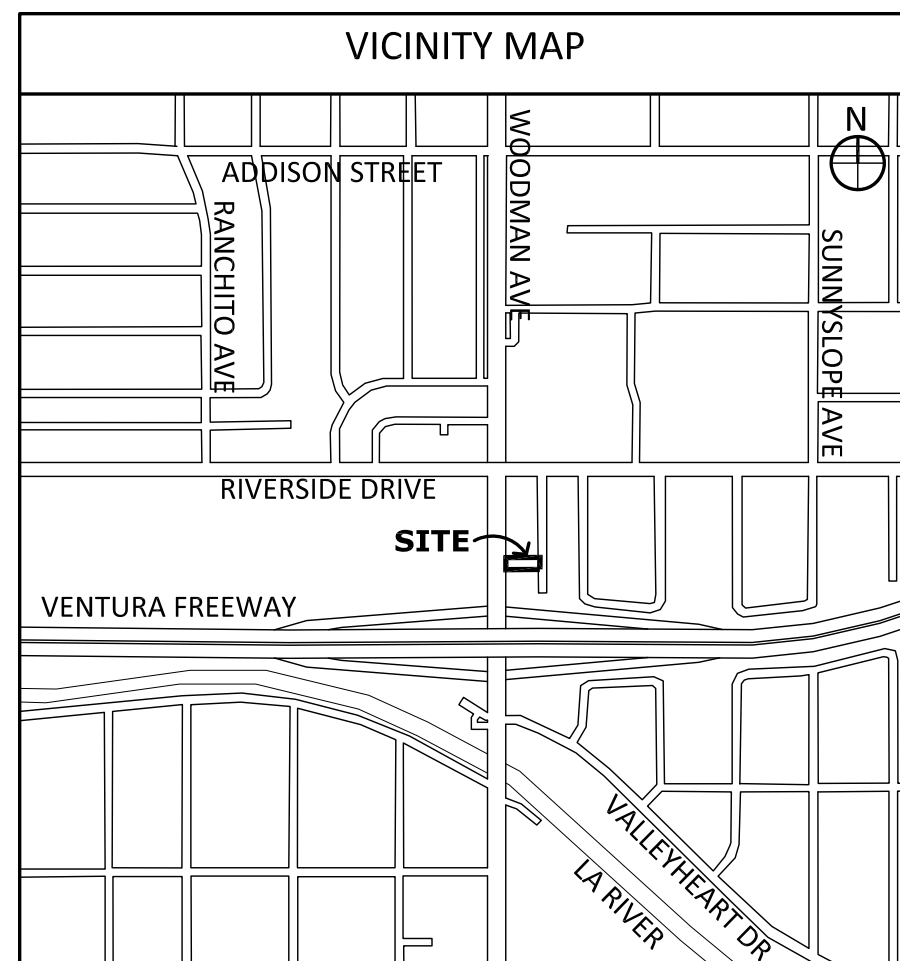 VICINITY MAP
N
WOODMAN AVE
ADDISON STREET
RANCHITO AVE
SUNNYSLOPE AVE
RIVERSIDE DRIVE
SITE
VENTURA FREEWAY
VALLEYHEART DR
LA RIVER